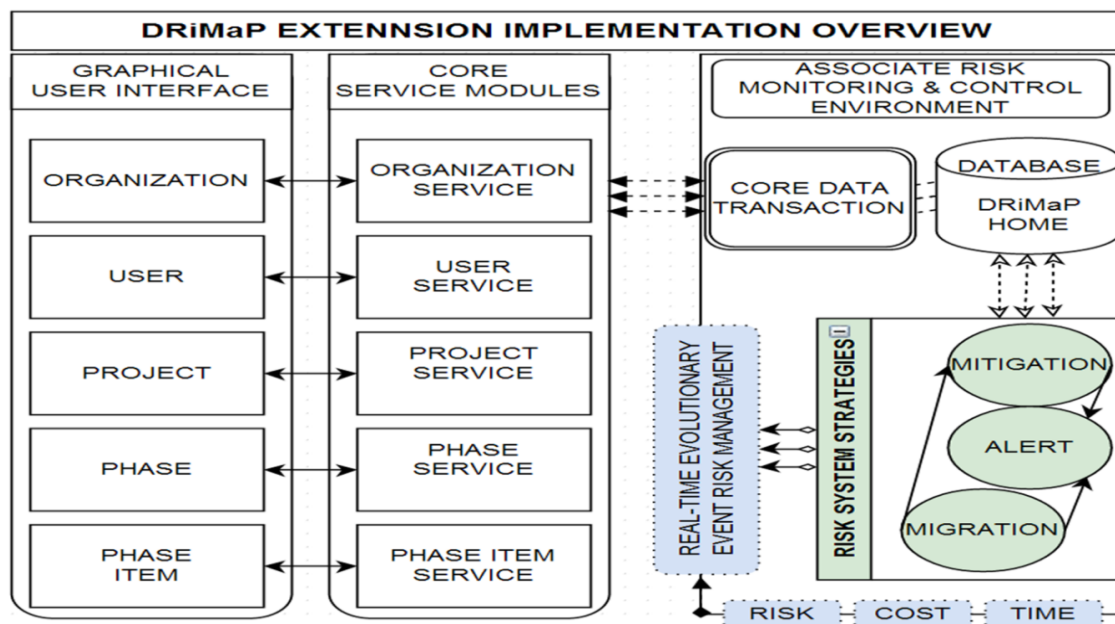 DRiMaP EXTENNSION IMPLEMENTATION OVERVIEW
GRAPHICAL
USER INTERFACE
ORGANIZATION
USER
PROJECT
PHASE
PHASE
ITEM
CORE
SERVICE MODULES
ORGANIZATION
SERVICE
USER
SERVICE
PROJECT
SERVICE
PHASE
SERVICE
PHASE ITEM
SERVICE
ASSOCIATE RISK
MONITORING & CONTROL
ENVIRONMENT
CORE DATA
TRANSACTION
DATABASE
DRiMaP
HOME
REAL-TIME EVOLUTIONARY
EVENT RISK MANAGEMENT
RISK SYSTEM STRATEGIES
MITIGATION
ALERT
MIGRATION
RISK
COST
TIME